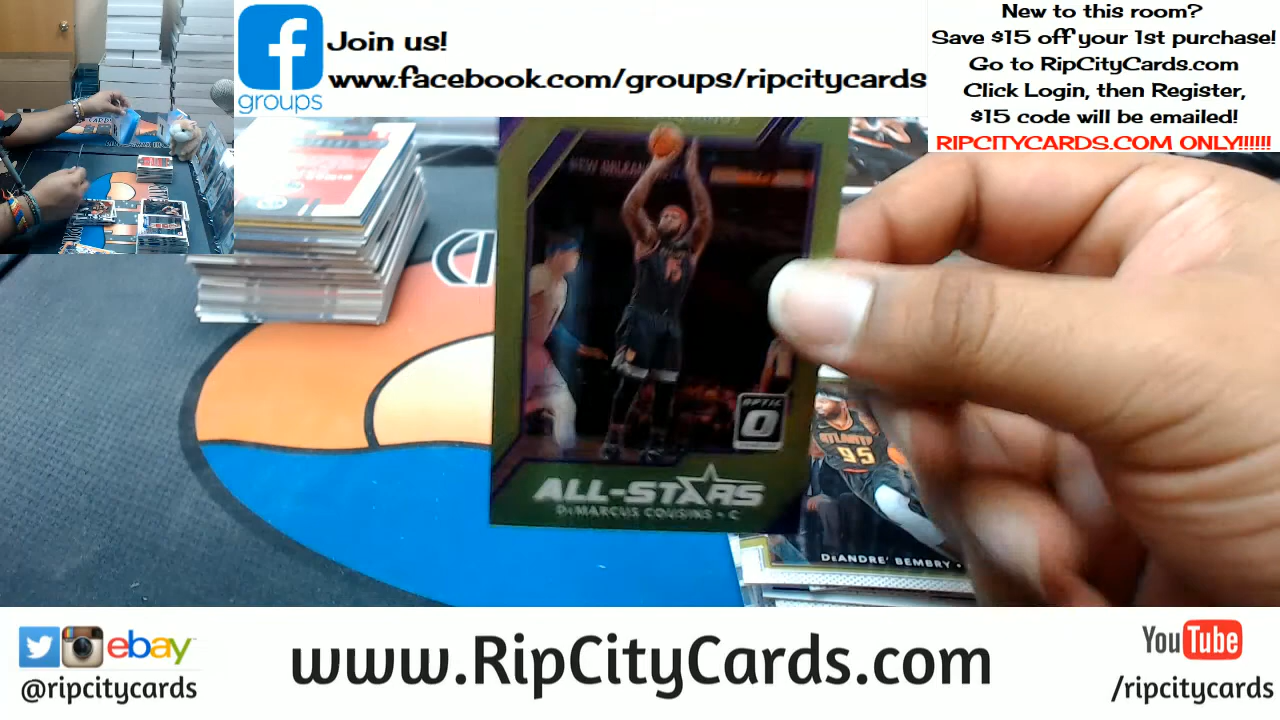 groups
Join us!
www.facebook.com/groups/ripcitycards
New to this room?
Save $15 off your 1st purchase!
Go to RipCityCards.com
Click Login, then Register,
$15 code will be emailed!
RIPCITYCARDS.COM ONLY!!!!!!
OPTIC
ALL-STARS
DeMARCUS COUSINS • C
ATLANTA
95
DeANDRE' BEMBRY •
ebay
@ripcitycards
www.RipCityCards.com
YouTube
/ripcitycards